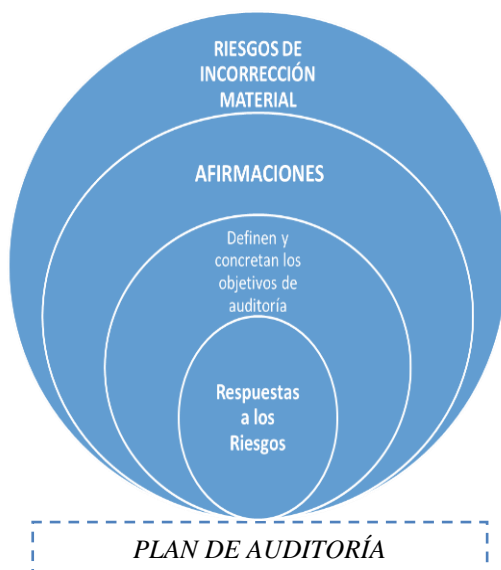 RIESGOS DE
INCORRECCIÓN
MATERIAL
AFIRMACIONES
Definen y
concretan los
objetivos de
auditoría
Respuestas
a los
Riesgos
PLAN DE AUDITORÍA